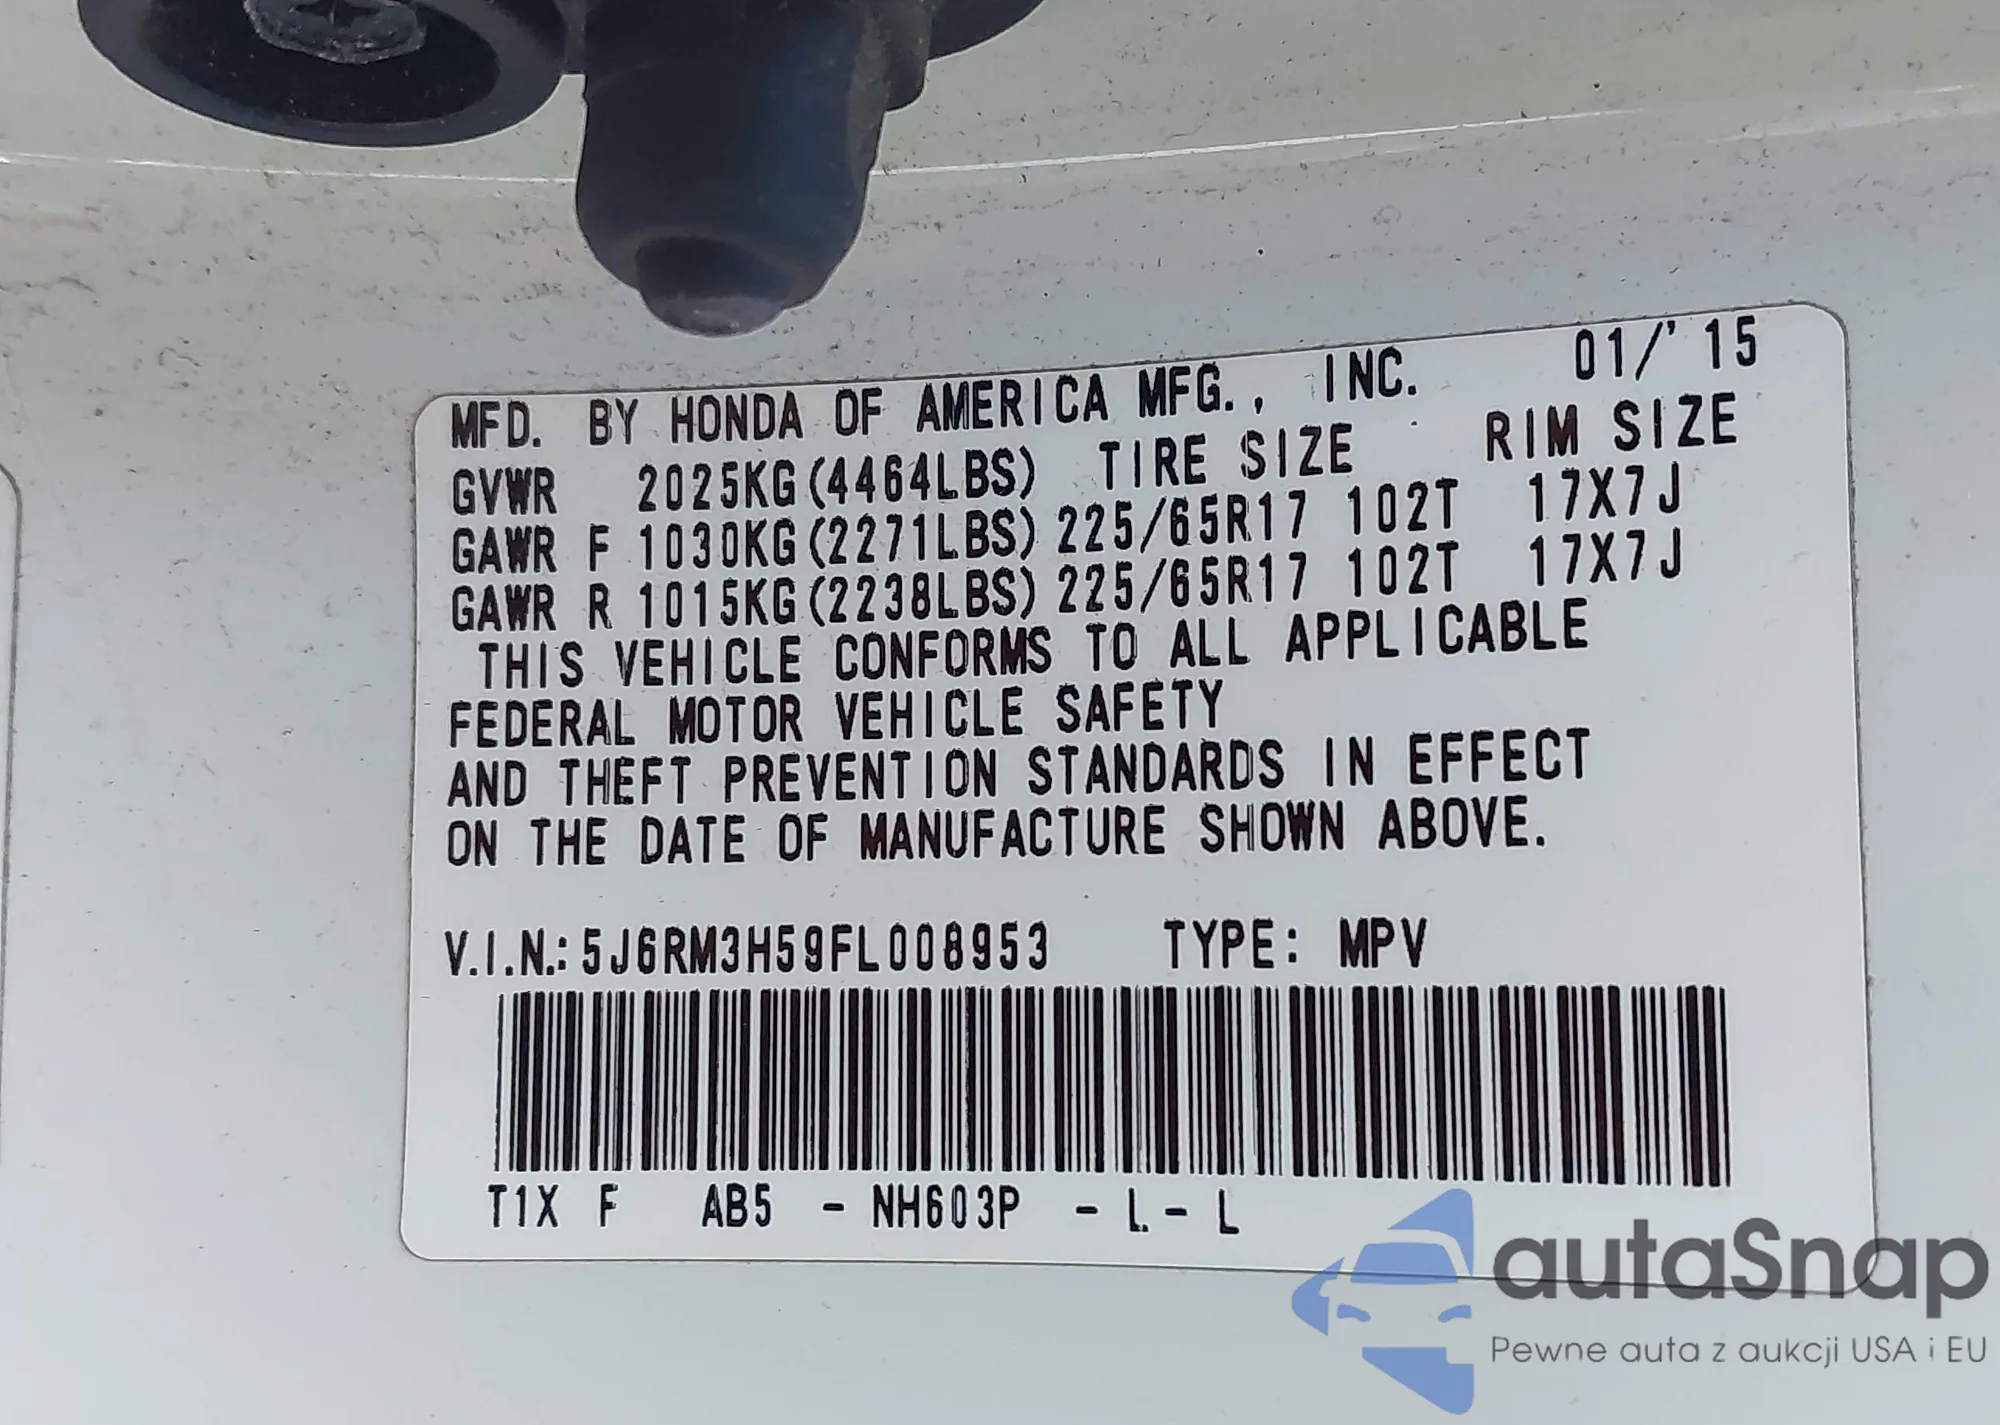 MFD. BY HONDA OF AMERICA MFG., INC. 01/'15
GVWR 2025KG(4464LBS) TIRE SIZE RIM SIZE
GAWR F 1030KG(2271LBS) 225/65R17 102T 17X7J
GAWR R 1015KG(2238LBS) 225/65R17 102T 17X7J
THIS VEHICLE CONFORMS TO ALL APPLICABLE
FEDERAL MOTOR VEHICLE SAFETY
AND THEFT PREVENTION STANDARDS IN EFFECT
ON THE DATE OF MANUFACTURE SHOWN ABOVE.
V.I.N.: 5J6RM3H59FL008953 TYPE: MPV
T1X F AB5 - NH603P - L - L
autaSnap
Pewne auta z aukcji USA i EU